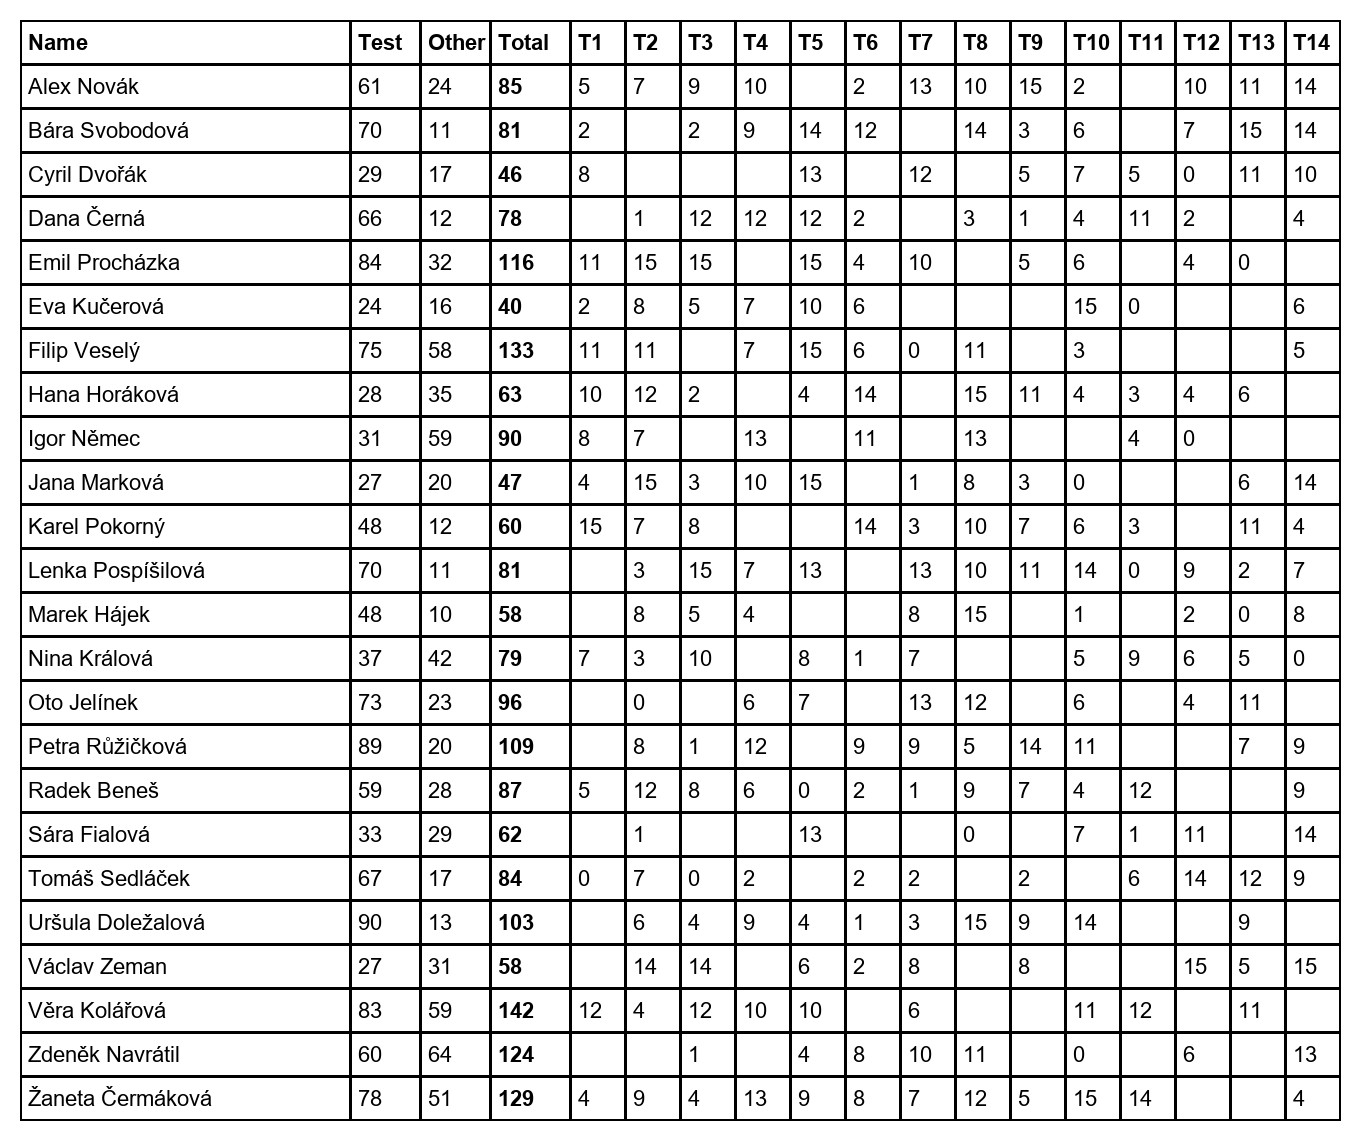 Name Test Other Total T1 T2 T3 T4 T5 T6 T7 T8 T9 T10 T11 T12 T13 T14
Alex Novák 61 24 85 5 7 9 10 2 13 10 15 2 10 11 14
Bára Svobodová 70 11 81 2 2 9 14 12 14 3 6 7 15 14
Cyril Dvořák 29 17 46 8 13 12 5 7 5 0 11 10
Dana Černá 66 12 78 1 12 12 12 2 3 1 4 11 2 4
Emil Procházka 84 32 116 11 15 15 15 4 10 5 6 4 0
Eva Kučerová 24 16 40 2 8 5 7 10 6 15 0 6
Filip Veselý 75 58 133 11 11 7 15 6 0 11 3 5
Hana Horáková 28 35 63 10 12 2 4 14 15 11 4 3 4 6
Igor Němec 31 59 90 8 7 13 11 13 4 0
Jana Marková 27 20 47 4 15 3 10 15 1 8 3 0 6 14
Karel Pokorný 48 12 60 15 7 8 14 3 10 7 6 3 11 4
Lenka Pospíšilová 70 11 81 3 15 7 13 13 10 11 14 0 9 2 7
Marek Hájek 48 10 58 8 5 4 8 15 1 2 0 8
Nina Králová 37 42 79 7 3 10 8 1 7 5 9 6 5 0
Oto Jelínek 73 23 96 0 6 7 13 12 6 4 11
Petra Růžičková 89 20 109 8 1 12 9 9 5 14 11 7 9
Radek Beneš 59 28 87 5 12 8 6 0 2 1 9 7 4 12 9
Sára Fialová 33 29 62 1 13 0 7 1 11 14
Tomáš Sedláček 67 17 84 0 7 0 2 2 2 2 6 14 12 9
Uršula Doležalová 90 13 103 6 4 9 4 1 3 15 9 14 9
Václav Zeman 27 31 58 14 14 6 2 8 8 15 5 15
Věra Kolářová 83 59 142 12 4 12 10 10 6 11 12 11
Zdeněk Navrátil 60 64 124 1 4 8 10 11 0 6 13
Žaneta Čermáková 78 51 129 4 9 4 13 9 8 7 12 5 15 14 4